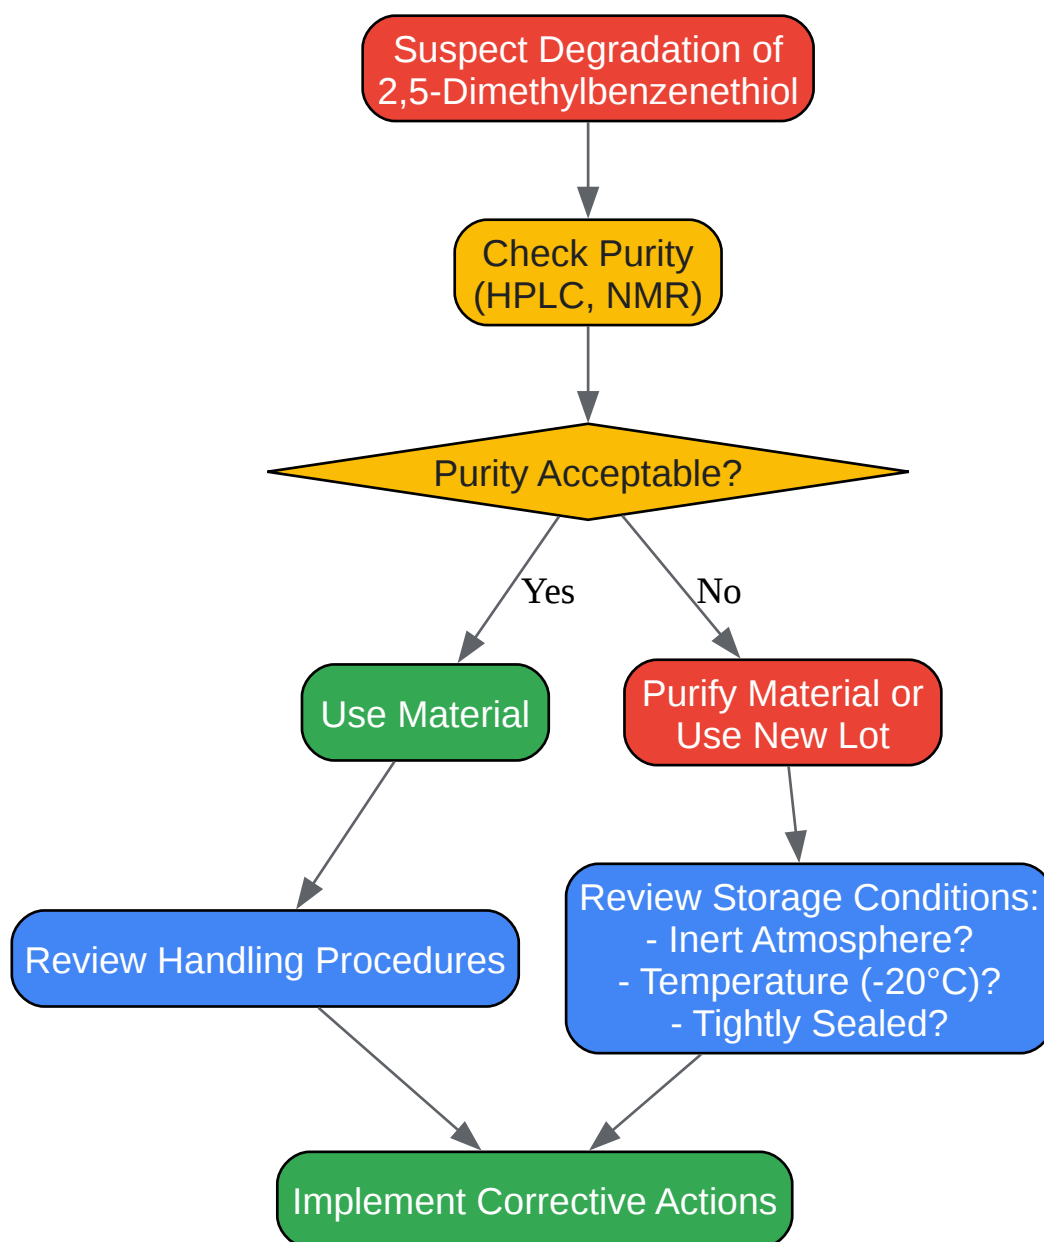 Suspect Degradation of
2,5-Dimethylbenzenethiol
Check Purity
(HPLC, NMR)
Purity Acceptable?
Yes
No
Use Material
Purify Material or
Use New Lot
Review Handling Procedures
Review Storage Conditions:
- Inert Atmosphere?
- Temperature (-20°C)?
- Tightly Sealed?
Implement Corrective Actions